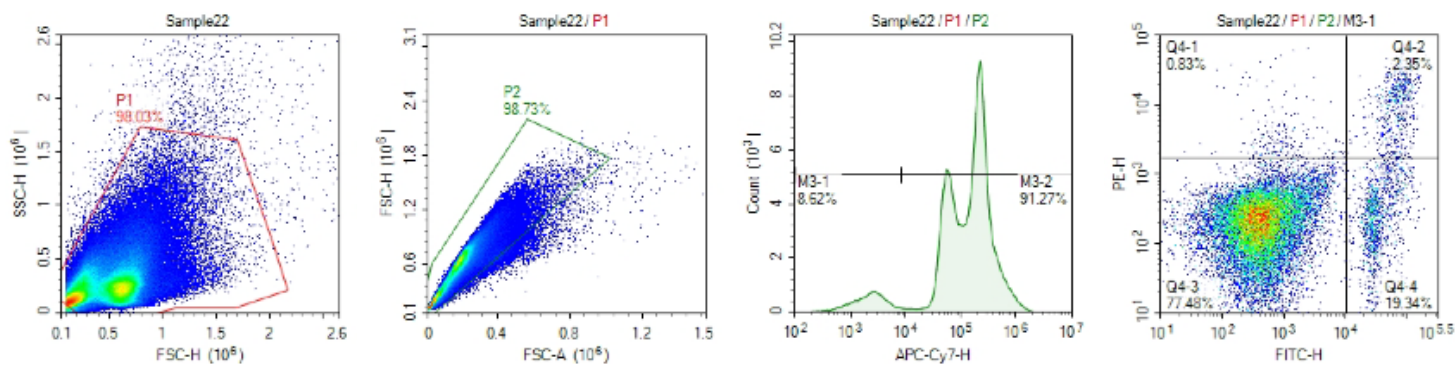 Sample22
2.6
2.1
1.6
1.5
0.5
0
SSC-H (10⁶)
P1
98.03%
0.1
0.5
1
1.6
2.1
2.6
FSC-H (10⁶)
Sample22 / P1
3.1
2.4
1.8
1.2
0.6
0.1
FSC-H (10⁶)
P2
98.73%
0
0.4
0.8
1.2
1.5
FSC-A (10⁶)
Sample22 / P1 / P2
10.2
8
6
4
2
0
Count (10³)
M3-1
8.62%
M3-2
91.27%
10²
10³
10⁴
10⁵
10⁶
10⁷
APC-Cy7-H
Sample22 / P1 / P2 / M3-1
10⁵
10⁴
10³
10²
10¹
PE-H
Q4-1
0.83%
Q4-2
2.35%
Q4-3
77.48%
Q4-4
19.34%
10¹
10²
10³
10⁴
10⁵·⁵
FITC-H